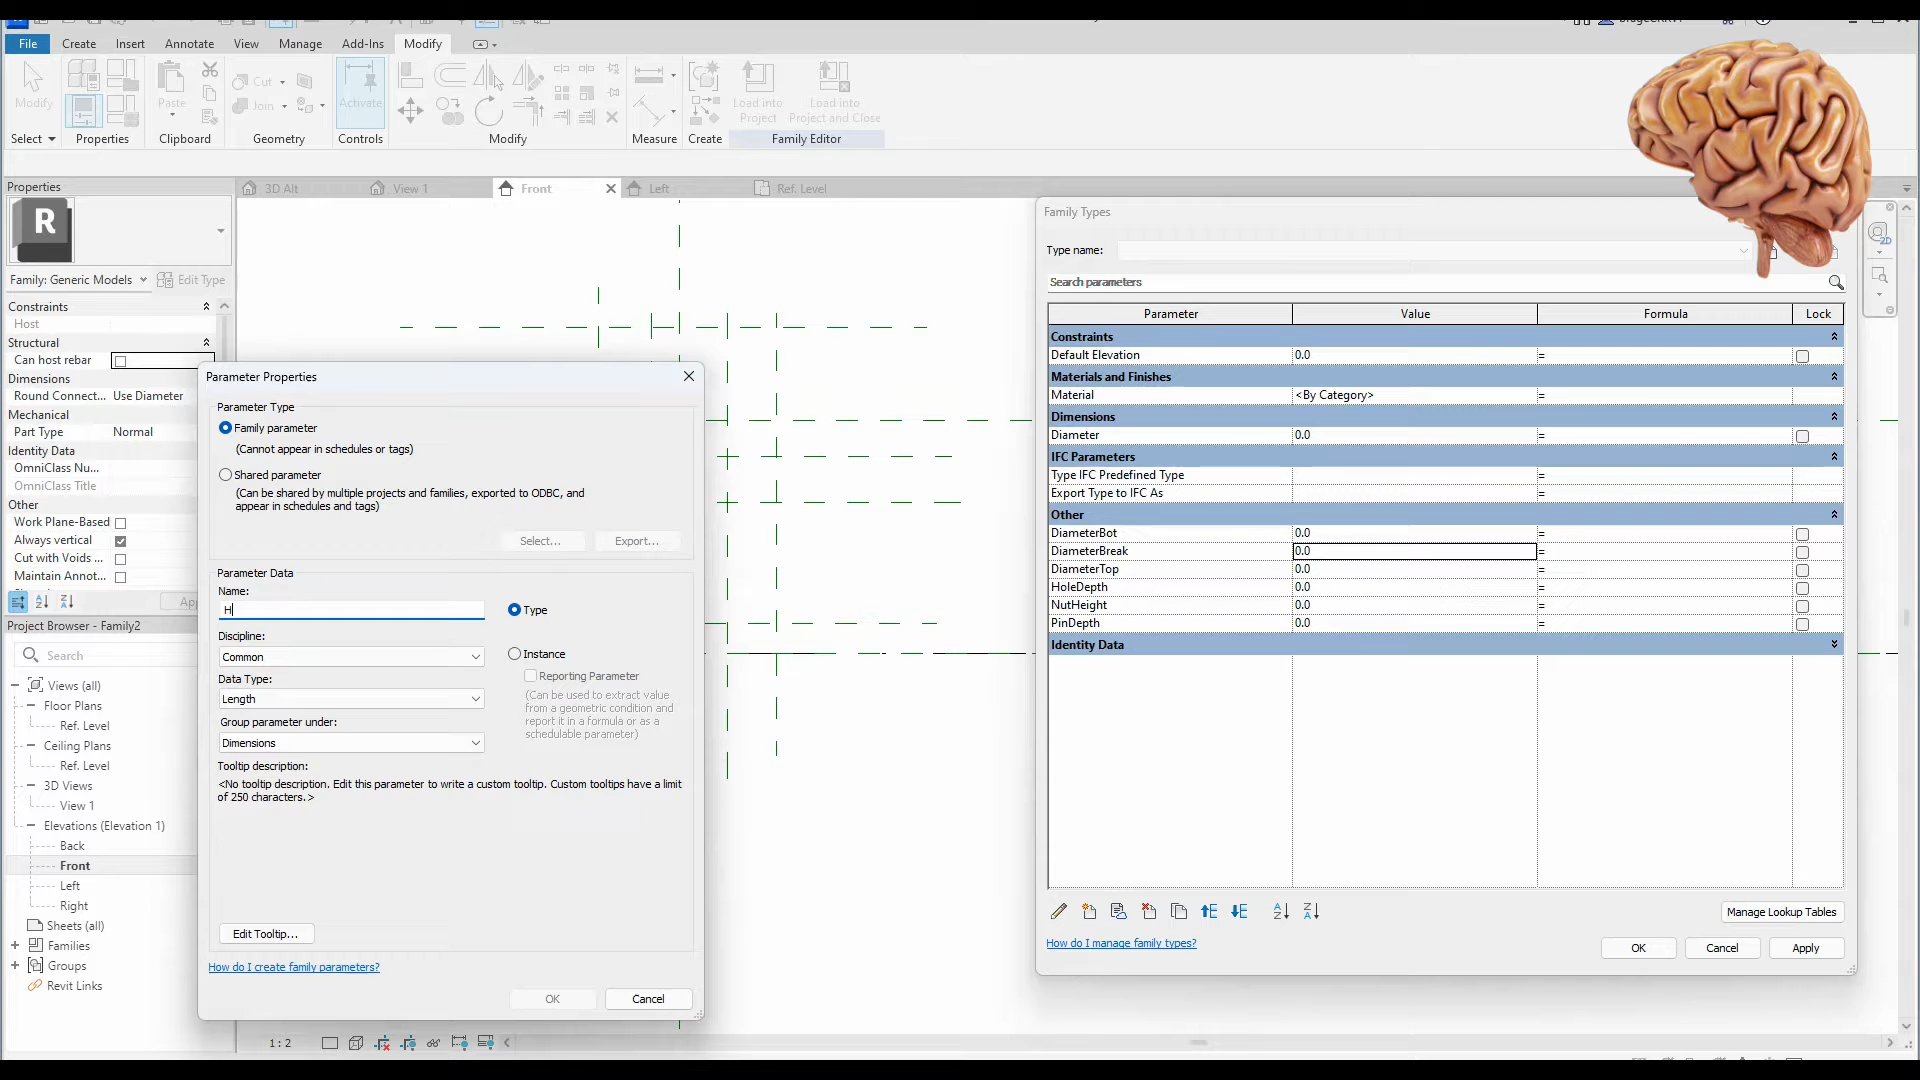 File Create Insert Annotate View Manage Add-Ins Modify
Modify
Paste
Cut
Join
Activate
Load into
Project
Load into
Project and Close
Select Properties Clipboard Geometry Controls Modify Measure Create Family Editor
Properties
3D Alt View 1 Front Left Ref. Level
R
Family: Generic Models Edit Type
Constraints
Host
Structural
Can host rebar
Dimensions
Round Connect... Use Diameter
Mechanical
Part Type Normal
Identity Data
OmniClass Nu...
OmniClass Title
Other
Work Plane-Based
Always vertical
Cut with Voids ...
Maintain Annot...
Project Browser - Family2
Search
Views (all)
Floor Plans
Ref. Level
Ceiling Plans
Ref. Level
3D Views
View 1
Elevations (Elevation 1)
Back
Front
Left
Right
Sheets (all)
Families
Groups
Revit Links
Parameter Properties
Parameter Type
Family parameter
(Cannot appear in schedules or tags)
Shared parameter
(Can be shared by multiple projects and families, exported to ODBC, and
appear in schedules and tags)
Select... Export...
Parameter Data
Name:
H
Type
Discipline:
Common
Instance
Data Type:
Reporting Parameter
Length
(Can be used to extract value
from a geometric condition and
report it in a formula or as a
schedulable parameter)
Group parameter under:
Dimensions
Tooltip description:
<No tooltip description. Edit this parameter to write a custom tooltip. Custom tooltips have a limit
of 250 characters.>
Edit Tooltip...
How do I create family parameters?
OK Cancel
Family Types
Type name:
Search parameters
Parameter Value Formula Lock
Constraints
Default Elevation 0.0 =
Materials and Finishes
Material <By Category> =
Dimensions
Diameter 0.0 =
IFC Parameters
Type IFC Predefined Type =
Export Type to IFC As =
Other
DiameterBot 0.0 =
DiameterBreak 0.0 =
DiameterTop 0.0 =
HoleDepth 0.0 =
NutHeight 0.0 =
PinDepth 0.0 =
Identity Data
Manage Lookup Tables
How do I manage family types?
OK Cancel Apply
2D
1 : 2